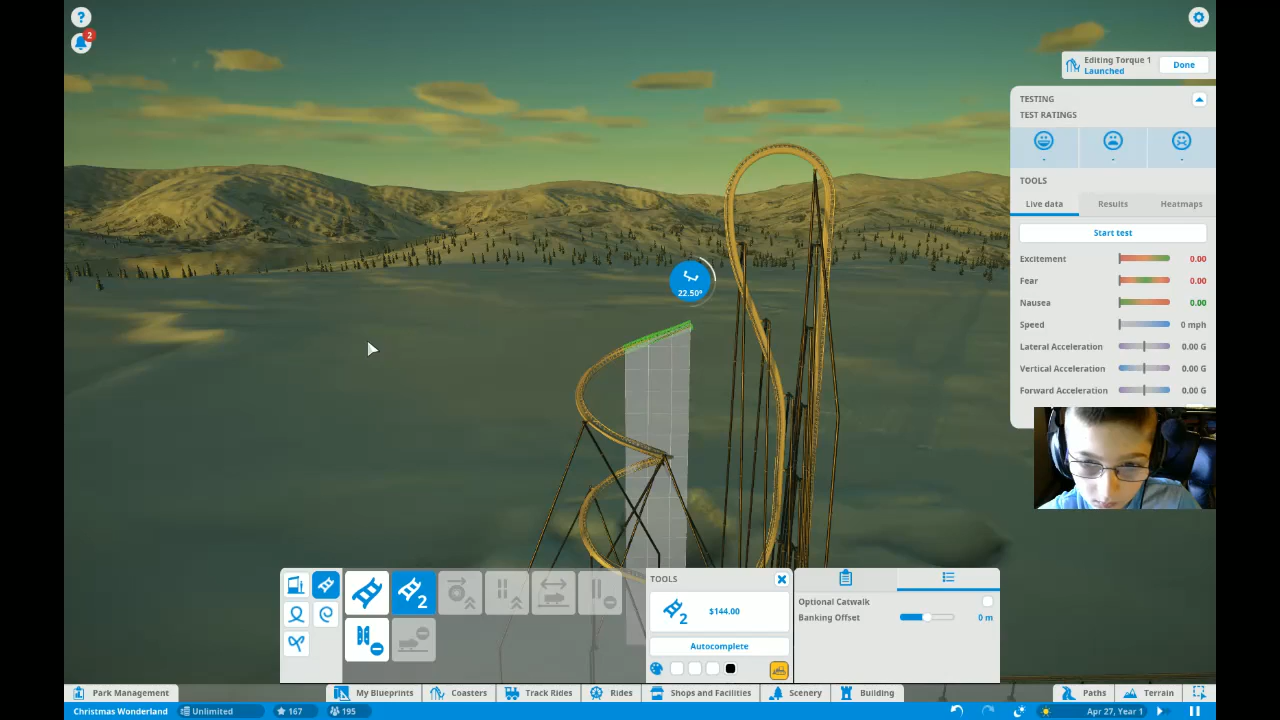 ?
2
Editing Torque 1
Launched
Done
TESTING
TEST RATINGS
- - -
TOOLS
Live data Results Heatmaps
Start test
Excitement 0.00
Fear 0.00
Nausea 0.00
Speed 0 mph
Lateral Acceleration 0.00 G
Vertical Acceleration 0.00 G
Forward Acceleration 0.00 G
22.50°
2
TOOLS
2 $144.00
Autocomplete
Optional Catwalk
Banking Offset 0 m
Park Management My Blueprints Coasters Track Rides Rides Shops and Facilities Scenery Building Paths Terrain
Christmas Wonderland Unlimited 167 195 Apr 27, Year 1